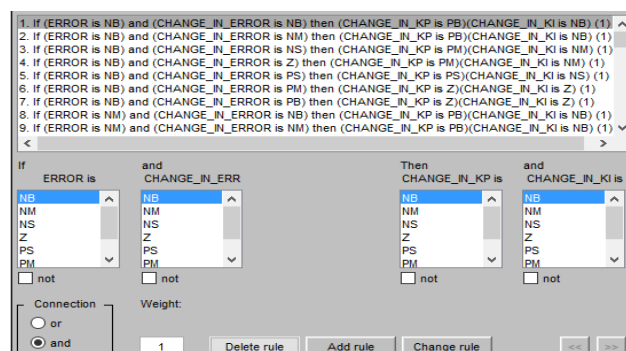 1. If (ERROR is NB) and (CHANGE_IN_ERROR is NB) then (CHANGE_IN_KP is PB)(CHANGE_IN_KI is NB) (1)
2. If (ERROR is NB) and (CHANGE_IN_ERROR is NM) then (CHANGE_IN_KP is PB)(CHANGE_IN_KI is NB) (1)
3. If (ERROR is NB) and (CHANGE_IN_ERROR is NS) then (CHANGE_IN_KP is PM)(CHANGE_IN_KI is NM) (1)
4. If (ERROR is NB) and (CHANGE_IN_ERROR is Z) then (CHANGE_IN_KP is PM)(CHANGE_IN_KI is NM) (1)
5. If (ERROR is NB) and (CHANGE_IN_ERROR is PS) then (CHANGE_IN_KP is PS)(CHANGE_IN_KI is NS) (1)
6. If (ERROR is NB) and (CHANGE_IN_ERROR is PM) then (CHANGE_IN_KP is Z)(CHANGE_IN_KI is Z) (1)
7. If (ERROR is NB) and (CHANGE_IN_ERROR is PB) then (CHANGE_IN_KP is Z)(CHANGE_IN_KI is Z) (1)
8. If (ERROR is NM) and (CHANGE_IN_ERROR is NB) then (CHANGE_IN_KP is PB)(CHANGE_IN_KI is NB) (1)
9. If (ERROR is NM) and (CHANGE_IN_ERROR is NM) then (CHANGE_IN_KP is PB)(CHANGE_IN_KI is NB) (1)
If and Then and
ERROR is CHANGE_IN_ERR CHANGE_IN_KP is CHANGE_IN_KI is
NB NB NB NB
NM NM NM NM
NS NS NS NS
Z Z Z Z
PS PS PS PS
PM PM PM PM
not not not not
Connection Weight:
or
and 1 Delete rule Add rule Change rule << >>